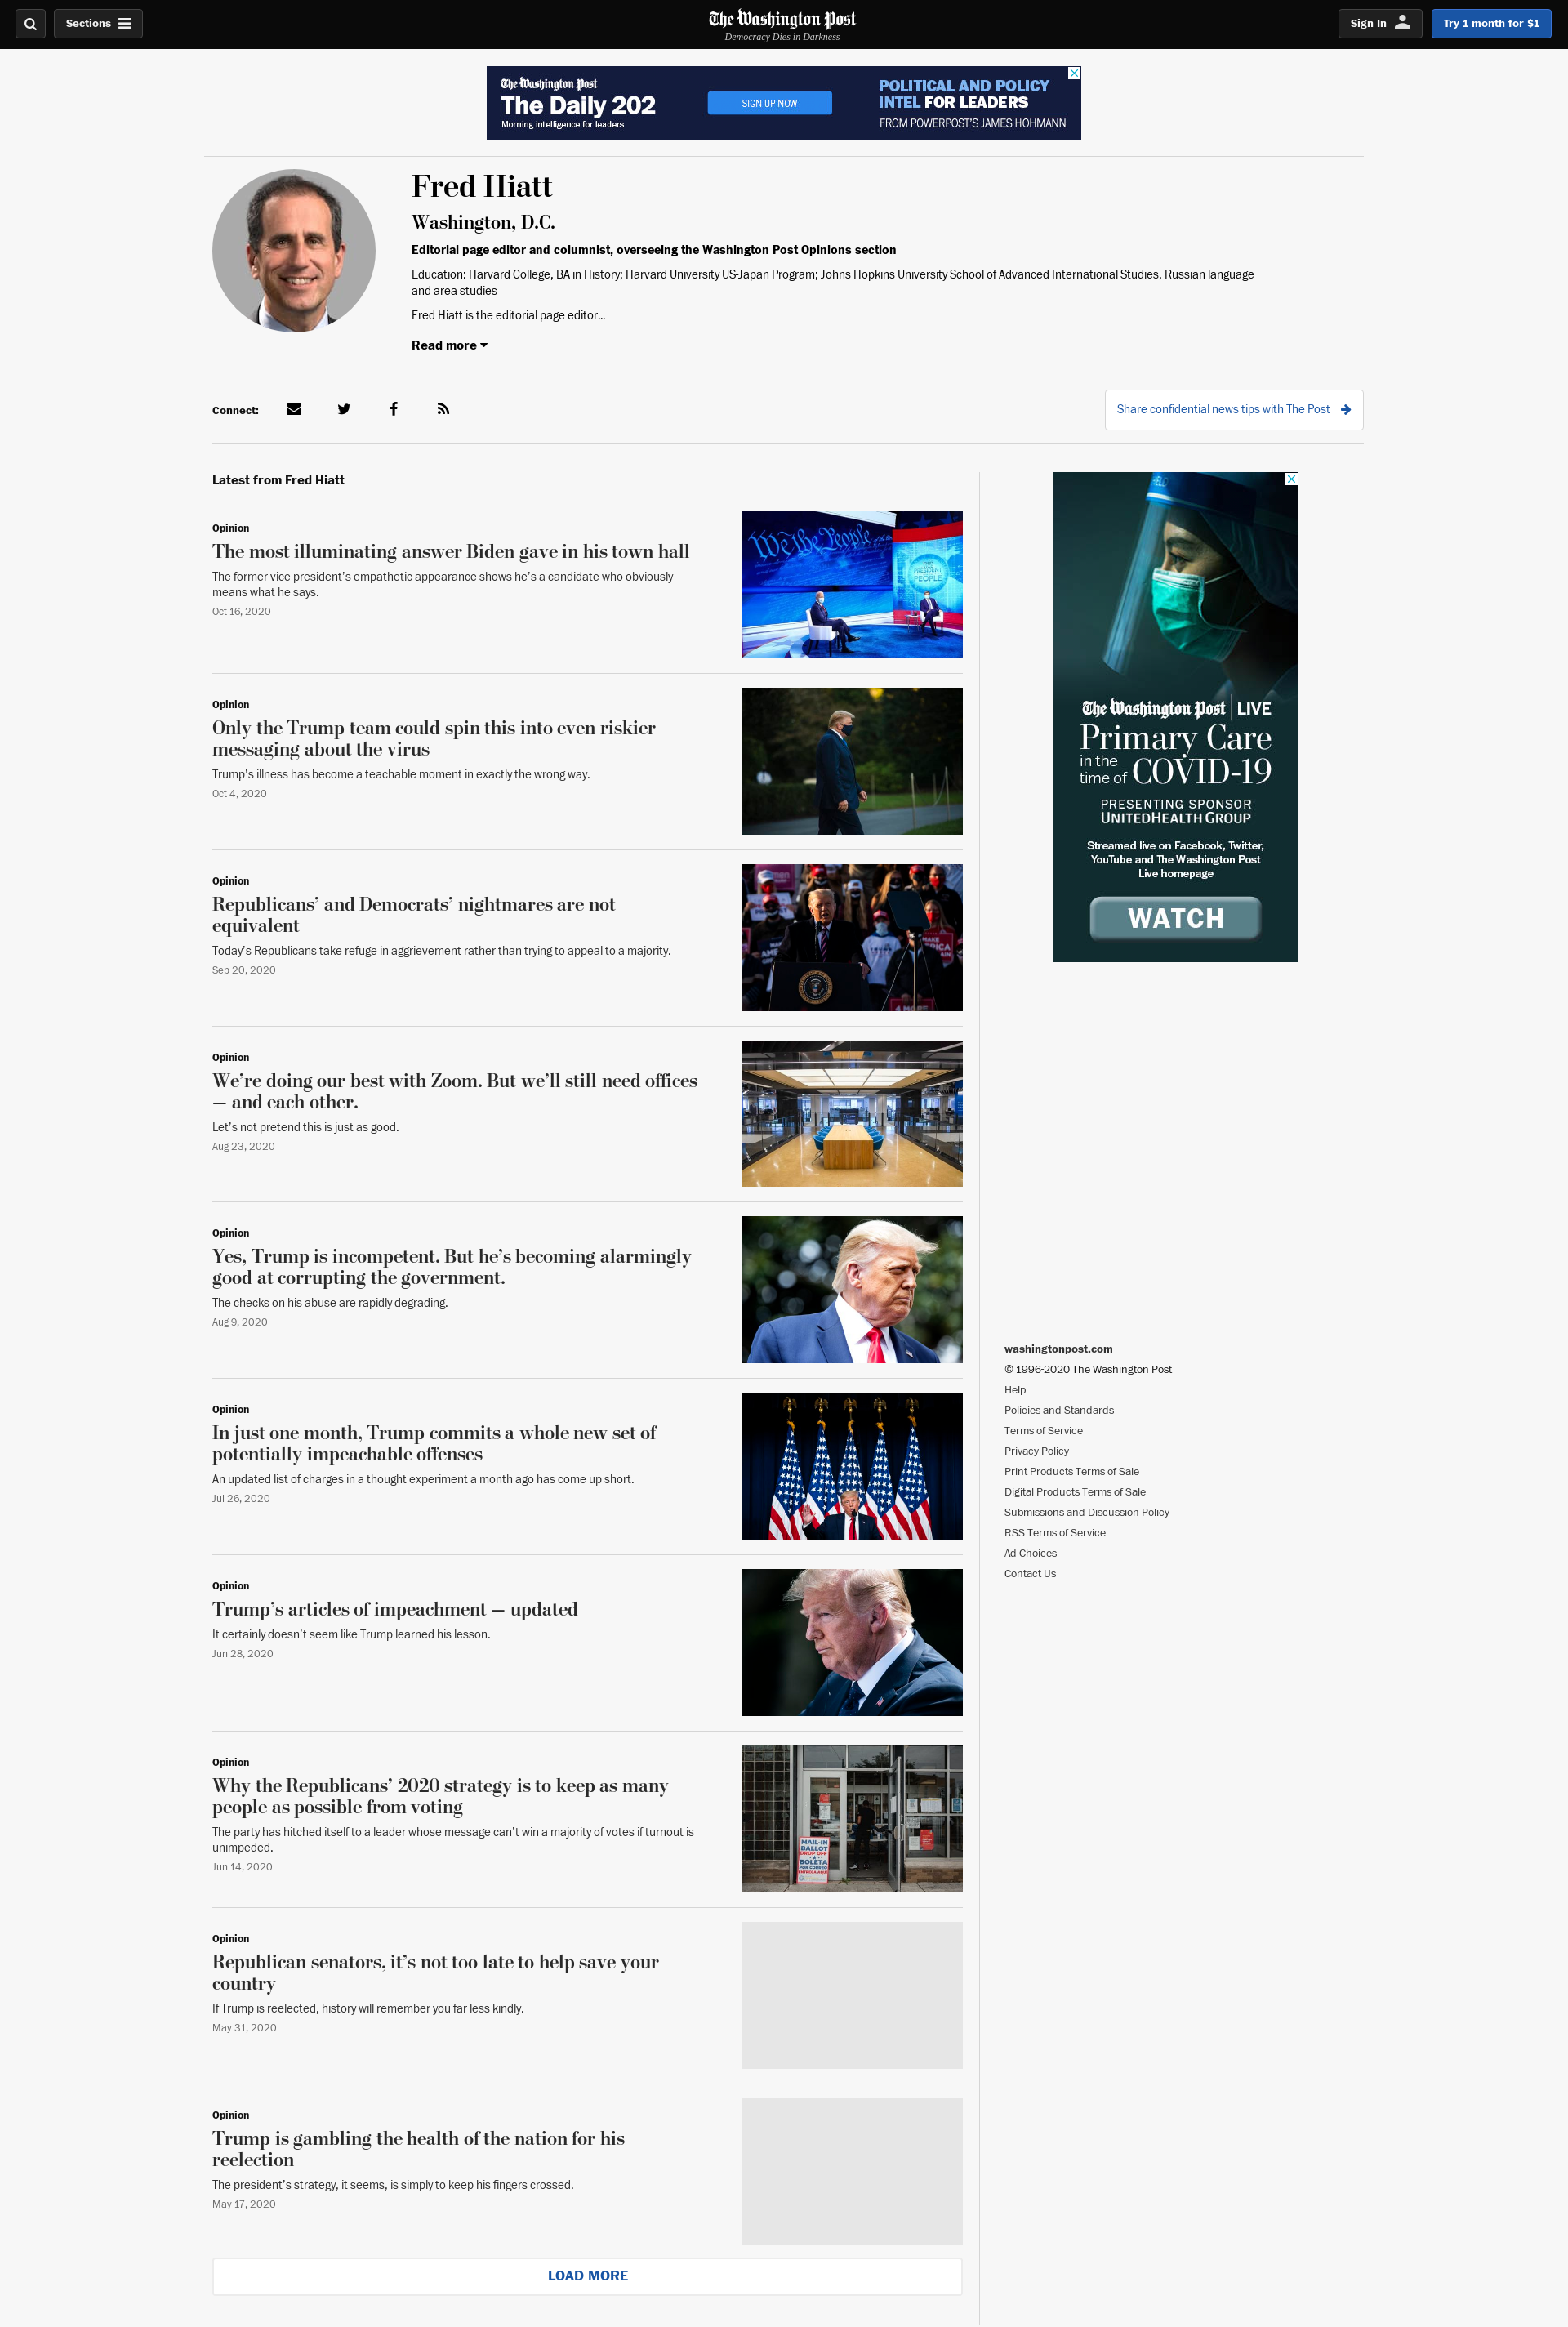 Sections
The Washington Post
Democracy Dies in Darkness
Sign In
Try 1 month for $1
The Washington Post
The Daily 202
Morning intelligence for leaders
SIGN UP NOW
POLITICAL AND POLICY
INTEL FOR LEADERS
FROM POWERPOST'S JAMES HOHMANN
Fred Hiatt
Washington, D.C.
Editorial page editor and columnist, overseeing the Washington Post Opinions section
Education: Harvard College, BA in History; Harvard University US-Japan Program; Johns Hopkins University School of Advanced International Studies, Russian language
and area studies
Fred Hiatt is the editorial page editor...
Read more
Connect:
Share confidential news tips with The Post
Latest from Fred Hiatt
Opinion
The most illuminating answer Biden gave in his town hall
The former vice president’s empathetic appearance shows he’s a candidate who obviously
means what he says.
Oct 16, 2020
We the People
Opinion
Only the Trump team could spin this into even riskier
messaging about the virus
Trump’s illness has become a teachable moment in exactly the wrong way.
Oct 4, 2020
Opinion
Republicans’ and Democrats’ nightmares are not
equivalent
Today’s Republicans take refuge in aggrievement rather than trying to appeal to a majority.
Sep 20, 2020
Opinion
We’re doing our best with Zoom. But we’ll still need offices
— and each other.
Let’s not pretend this is just as good.
Aug 23, 2020
Opinion
Yes, Trump is incompetent. But he’s becoming alarmingly
good at corrupting the government.
The checks on his abuse are rapidly degrading.
Aug 9, 2020
Opinion
In just one month, Trump commits a whole new set of
potentially impeachable offenses
An updated list of charges in a thought experiment a month ago has come up short.
Jul 26, 2020
Opinion
Trump’s articles of impeachment — updated
It certainly doesn’t seem like Trump learned his lesson.
Jun 28, 2020
Opinion
Why the Republicans’ 2020 strategy is to keep as many
people as possible from voting
The party has hitched itself to a leader whose message can’t win a majority of votes if turnout is
unimpeded.
Jun 14, 2020
MAIL-IN
BALLOT
DROP OFF
BOLETA
Opinion
Republican senators, it’s not too late to help save your
country
If Trump is reelected, history will remember you far less kindly.
May 31, 2020
Opinion
Trump is gambling the health of the nation for his
reelection
The president’s strategy, it seems, is simply to keep his fingers crossed.
May 17, 2020
LOAD MORE
The Washington Post LIVE
Primary Care
in the
time of COVID-19
PRESENTING SPONSOR
UNITEDHEALTH GROUP
Streamed live on Facebook, Twitter,
YouTube and The Washington Post
Live homepage
WATCH
washingtonpost.com
© 1996-2020 The Washington Post
Help
Policies and Standards
Terms of Service
Privacy Policy
Print Products Terms of Sale
Digital Products Terms of Sale
Submissions and Discussion Policy
RSS Terms of Service
Ad Choices
Contact Us